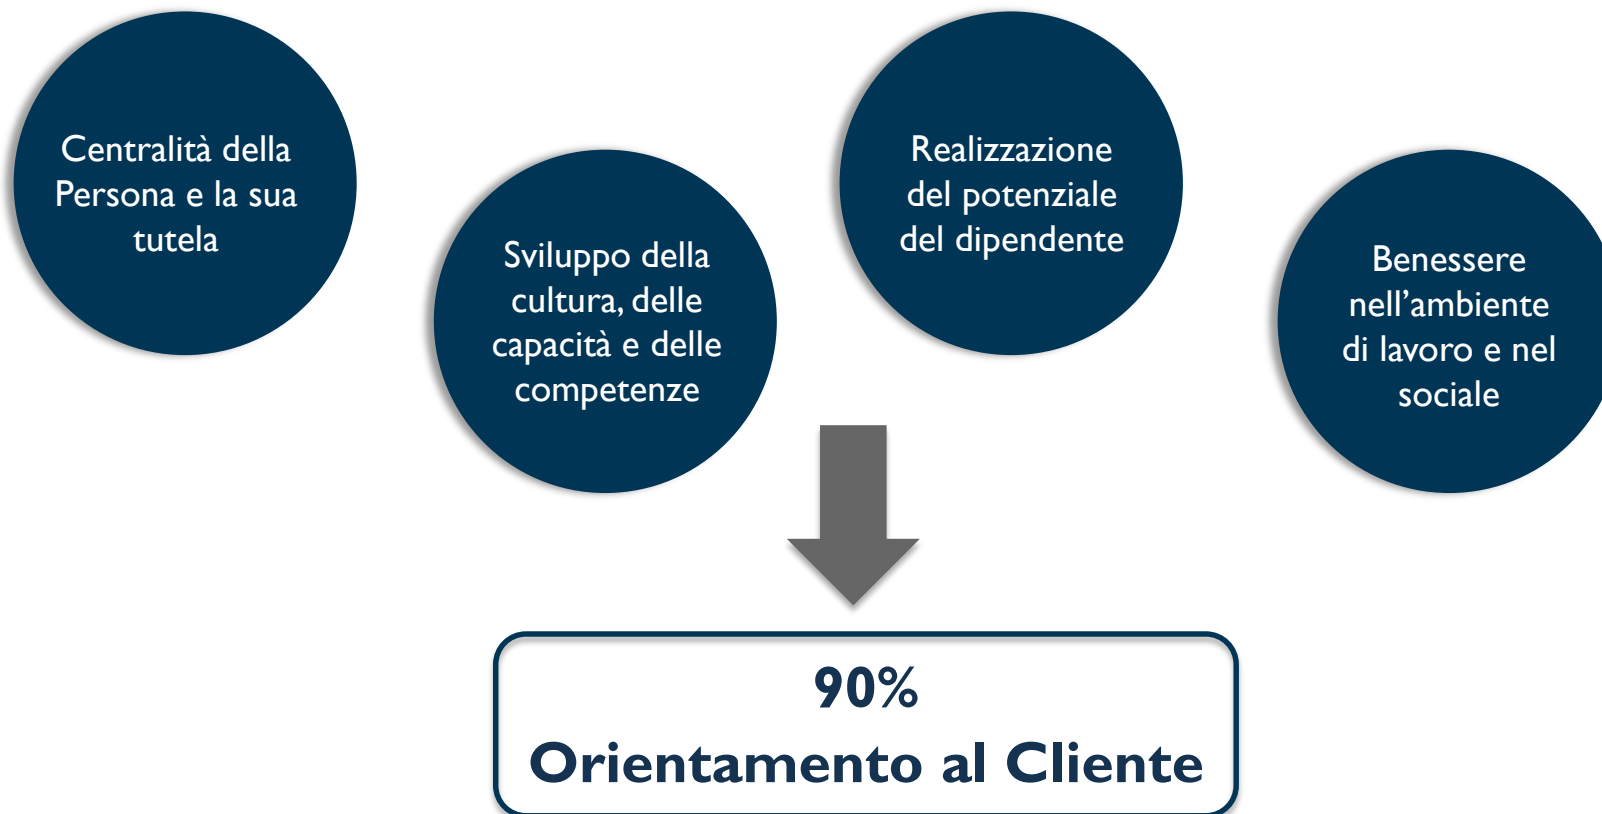 Centralità della
Persona e la sua
tutela
Sviluppo della
cultura, delle
capacità e delle
competenze
Realizzazione
del potenziale
del dipendente
Benessere
nell’ambiente
di lavoro e nel
sociale
90%
Orientamento al Cliente